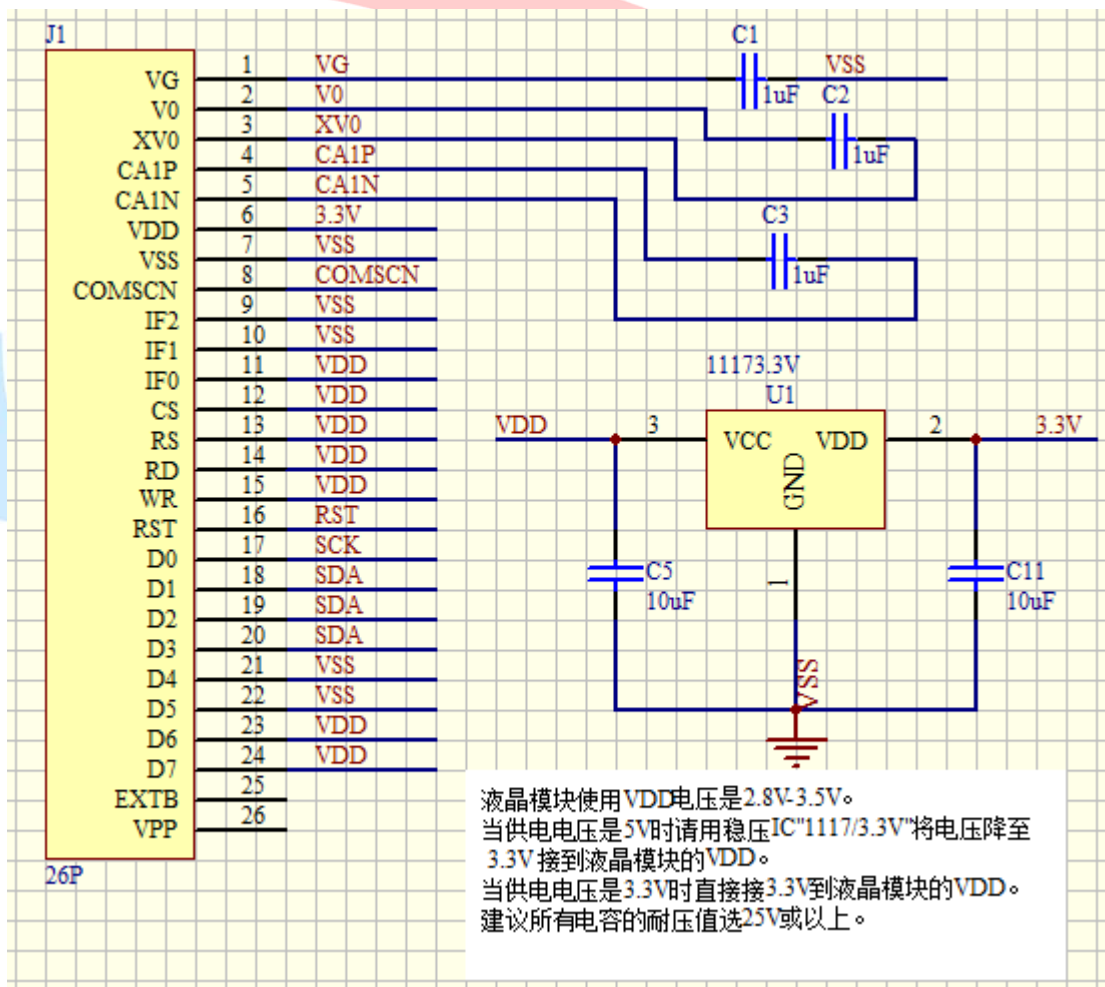 J1
VG 1 VG
V0 2 V0
XV0 3 XV0
CA1P 4 CA1P
CA1N 5 CA1N
VDD 6 3.3V
VSS 7 VSS
COMSCN 8 COMSCN
IF2 9 VSS
IF1 10 VSS
IF0 11 VDD
CS 12 VDD
RS 13 VDD
RD 14 VDD
WR 15 VDD
RST 16 RST
D0 17 SCK
D1 18 SDA
D2 19 SDA
D3 20 SDA
D4 21 VSS
D5 22 VSS
D6 23 VDD
D7 24 VDD
EXTB 25
VPP 26
26P
C1
1uF
VSS
C2
1uF
C3
1uF
11173.3V
U1
VDD 3 VCC VDD 2 3.3V
GND
1
C5
10uF
C11
10uF
VSS
液晶模块使用VDD电压是2.8V-3.5V。
当供电电压是5V时请用稳压IC"1117/3.3V"将电压降至
3.3V 接到液晶模块的VDD。
当供电电压是3.3V时直接接3.3V到液晶模块的VDD。
建议所有电容的耐压值选25V或以上。